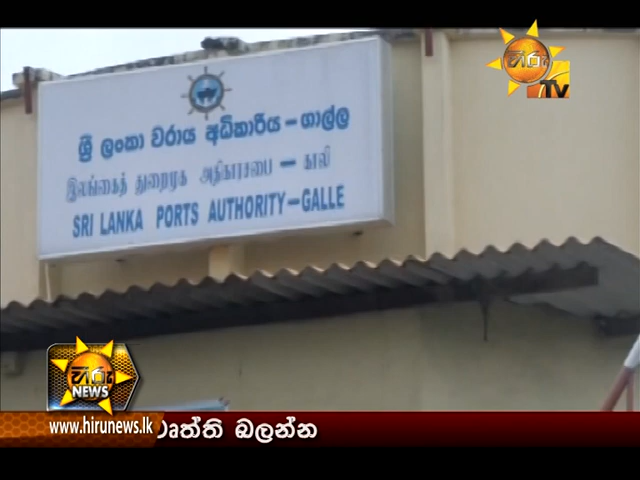 හිරු
TV
ශ්‍රී ලංකා වරාය අධිකාරිය - ගාල්ල
இலங்கைத் துறைமுக அதிகாரசபை - காலி
SRI LANKA PORTS AUTHORITY - GALLE
හිරු
NEWS
www.hirunews.lk
වෘත්ති බලන්න